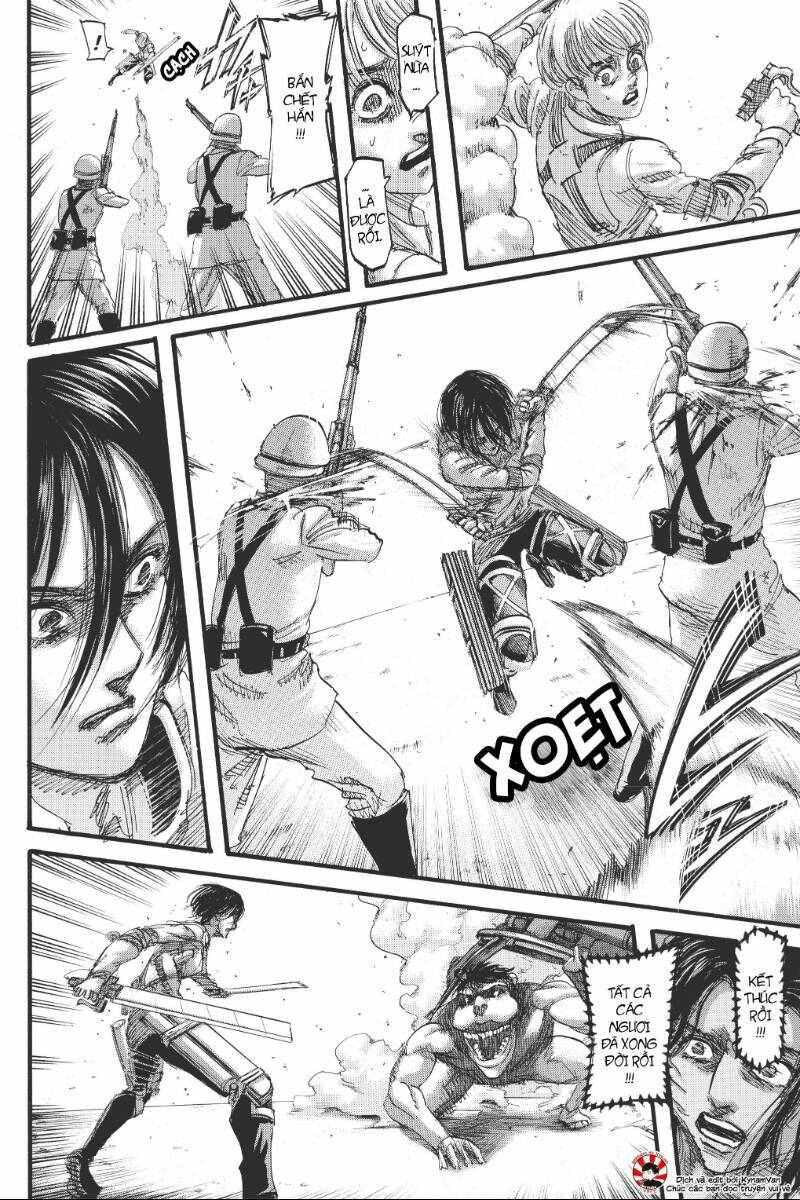 SUÝT
NỮA
...
...
LÀ
ĐƯỢC
RỒI.
BẮN
CHẾT
HẮN
!!!
CẠCH
!
XOẸT
KẾT
THÚC
RỒI
!!!
TẤT CẢ
CÁC
NGƯƠI
ĐÃ XONG
ĐỜI RỒI
!!!
Dịch và edit bởi KynamVan
Chúc các bạn đọc truyện vui vẻ